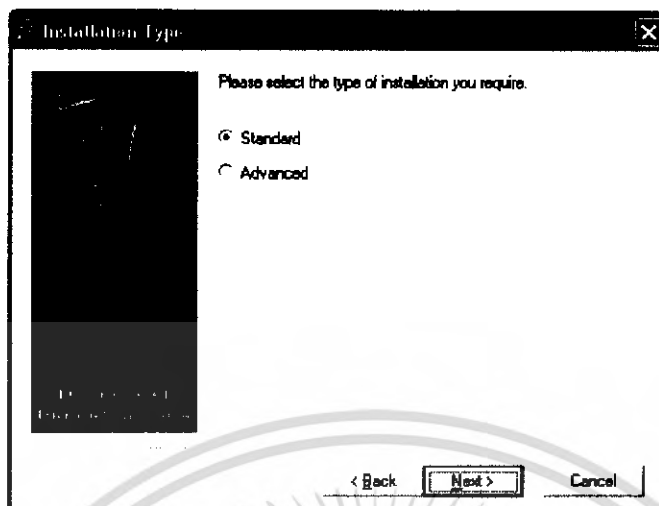 Installation Type
Please select the type of installation you require.
Standard
Advanced
< Back
Next >
Cancel